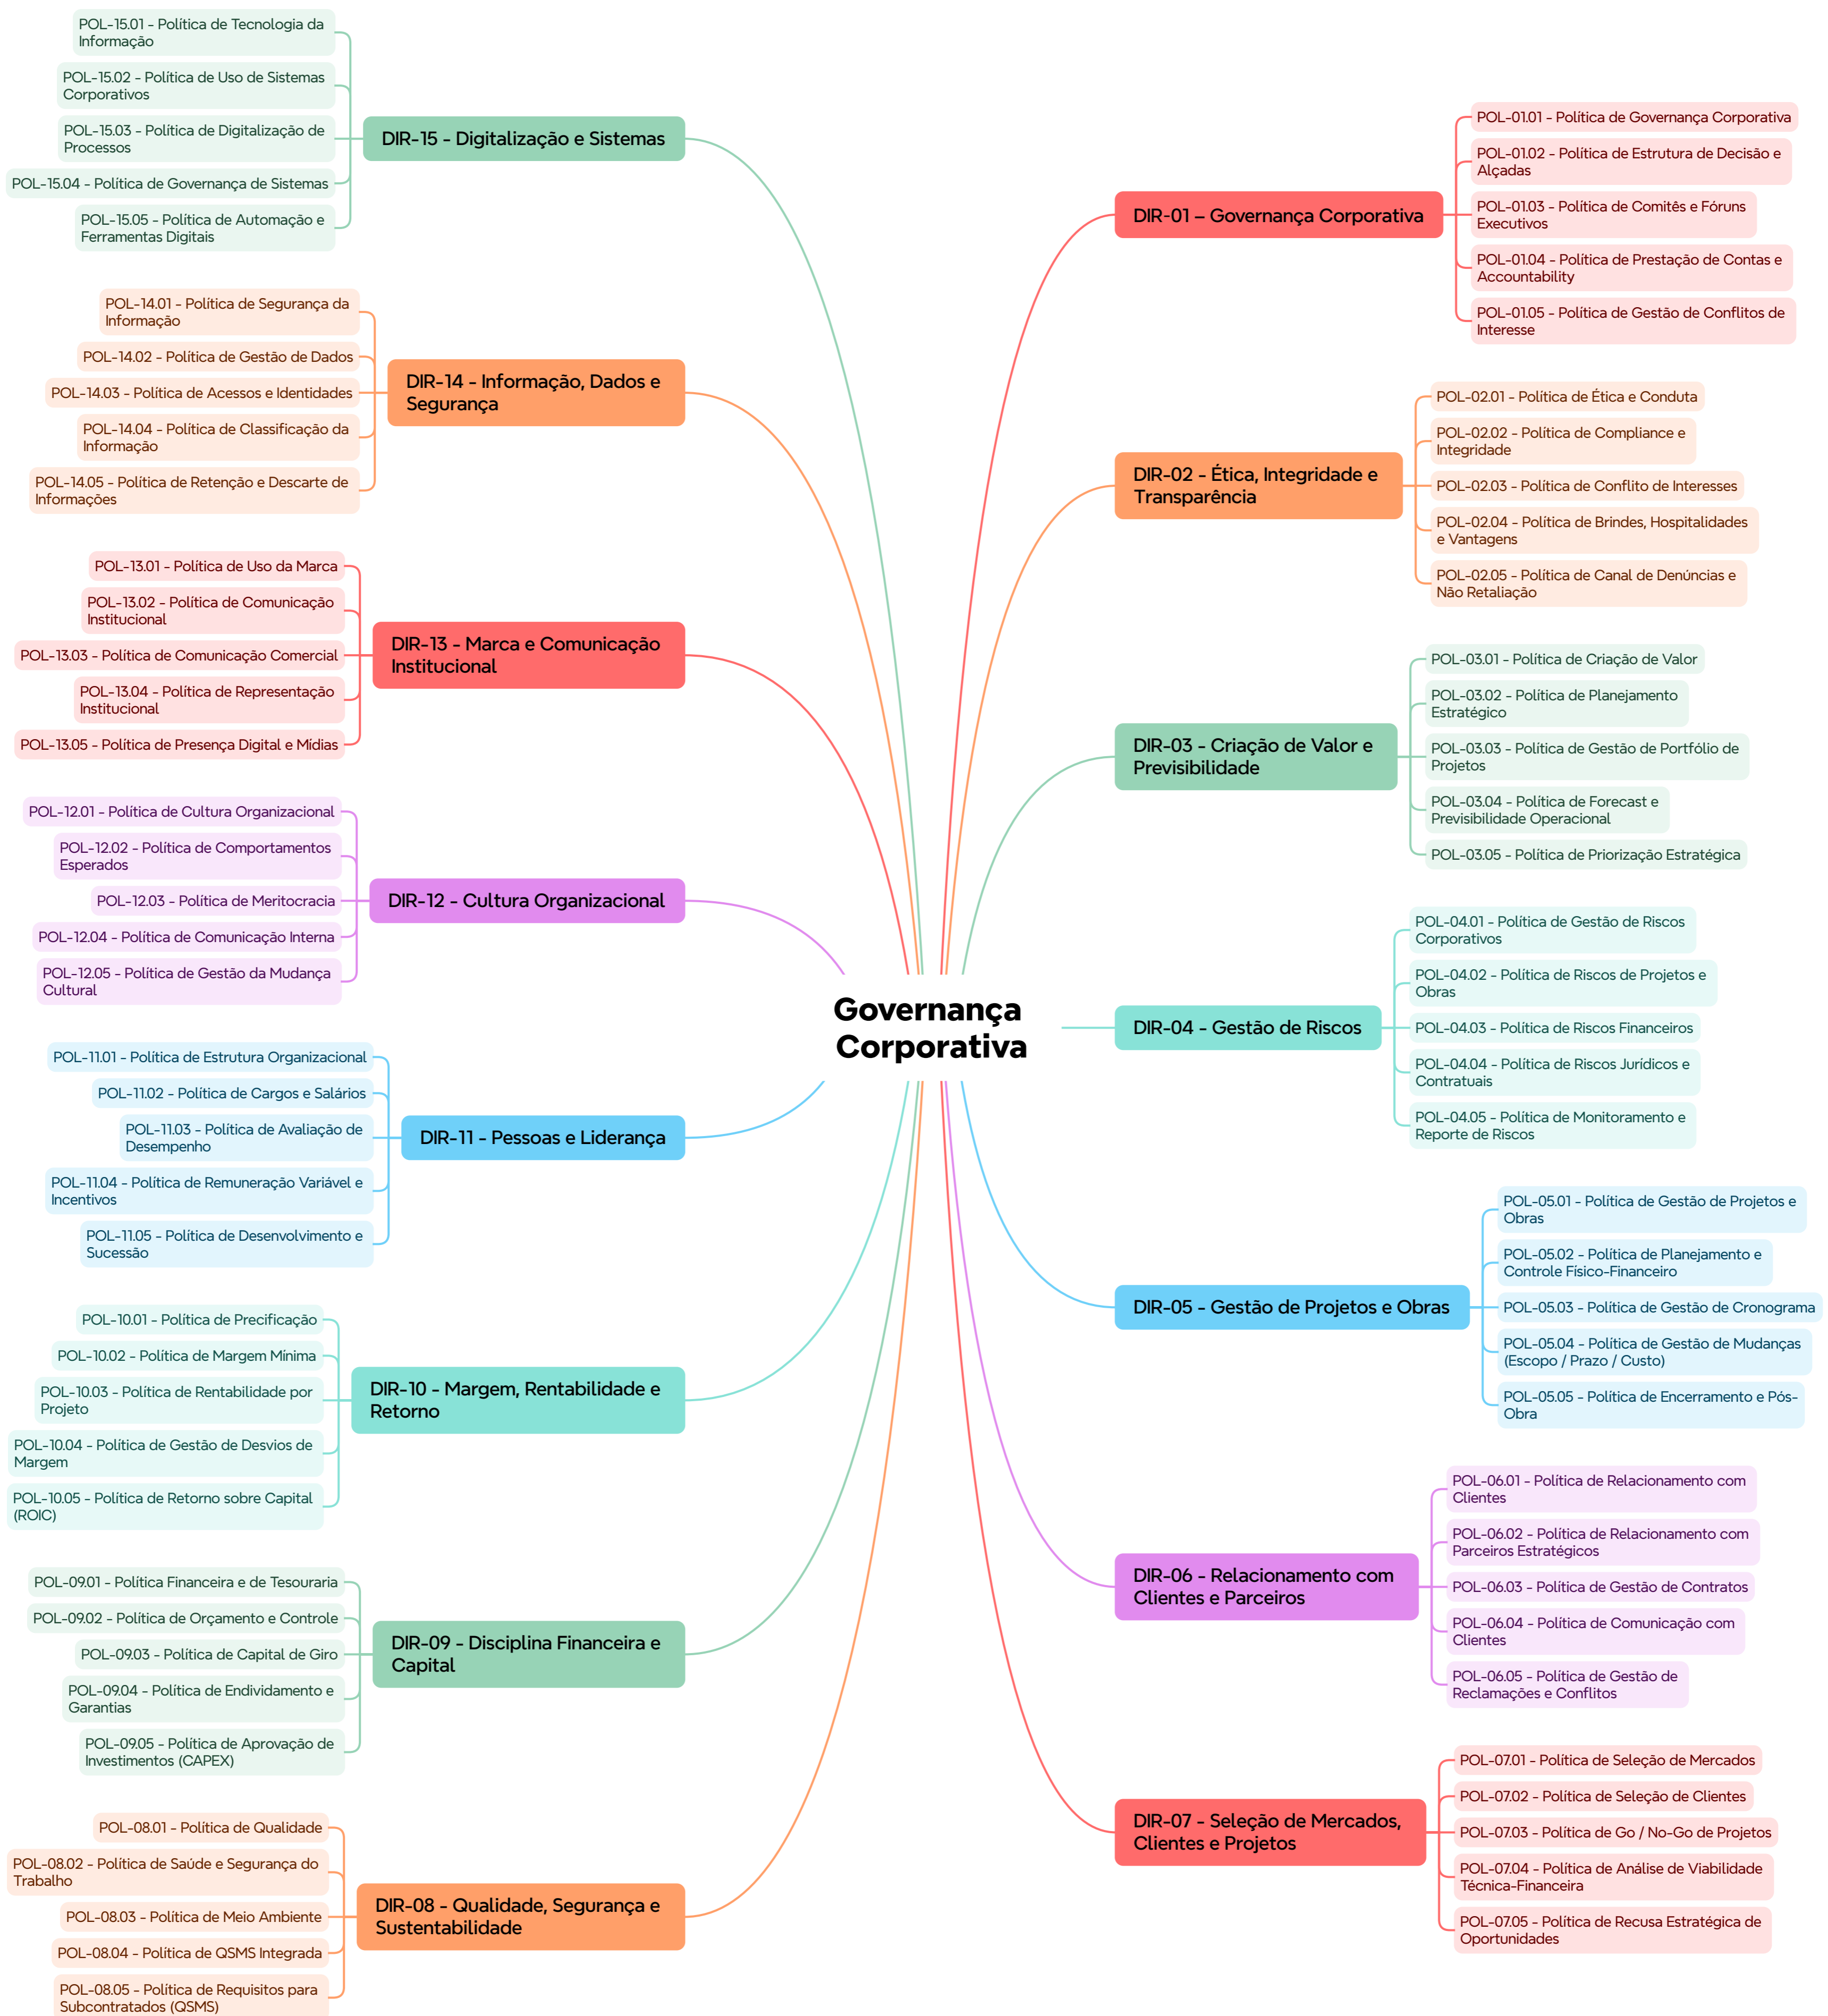 Governança
Corporativa
DIR-01 – Governança Corporativa
POL-01.01 - Política de Governança Corporativa
POL-01.02 - Política de Estrutura de Decisão e
Alçadas
POL-01.03 - Política de Comitês e Fóruns
Executivos
POL-01.04 - Política de Prestação de Contas e
Accountability
POL-01.05 - Política de Gestão de Conflitos de
Interesse
DIR-02 - Ética, Integridade e
Transparência
POL-02.01 - Política de Ética e Conduta
POL-02.02 - Política de Compliance e
Integridade
POL-02.03 - Política de Conflito de Interesses
POL-02.04 - Política de Brindes, Hospitalidades
e Vantagens
POL-02.05 - Política de Canal de Denúncias e
Não Retaliação
DIR-03 - Criação de Valor e
Previsibilidade
POL-03.01 - Política de Criação de Valor
POL-03.02 - Política de Planejamento
Estratégico
POL-03.03 - Política de Gestão de Portfólio de
Projetos
POL-03.04 - Política de Forecast e
Previsibilidade Operacional
POL-03.05 - Política de Priorização Estratégica
DIR-04 - Gestão de Riscos
POL-04.01 - Política de Gestão de Riscos
Corporativos
POL-04.02 - Política de Riscos de Projetos e
Obras
POL-04.03 - Política de Riscos Financeiros
POL-04.04 - Política de Riscos Jurídicos e
Contratuais
POL-04.05 - Política de Monitoramento e
Reporte de Riscos
DIR-05 - Gestão de Projetos e Obras
POL-05.01 - Política de Gestão de Projetos e
Obras
POL-05.02 - Política de Planejamento e
Controle Físico-Financeiro
POL-05.03 - Política de Gestão de Cronograma
POL-05.04 - Política de Gestão de Mudanças
(Escopo / Prazo / Custo)
POL-05.05 - Política de Encerramento e Pós-
Obra
DIR-06 - Relacionamento com
Clientes e Parceiros
POL-06.01 - Política de Relacionamento com
Clientes
POL-06.02 - Política de Relacionamento com
Parceiros Estratégicos
POL-06.03 - Política de Gestão de Contratos
POL-06.04 - Política de Comunicação com
Clientes
POL-06.05 - Política de Gestão de
Reclamações e Conflitos
DIR-07 - Seleção de Mercados,
Clientes e Projetos
POL-07.01 - Política de Seleção de Mercados
POL-07.02 - Política de Seleção de Clientes
POL-07.03 - Política de Go / No-Go de Projetos
POL-07.04 - Política de Análise de Viabilidade
Técnica-Financeira
POL-07.05 - Política de Recusa Estratégica de
Oportunidades
DIR-15 - Digitalização e Sistemas
POL-15.01 - Política de Tecnologia da
Informação
POL-15.02 - Política de Uso de Sistemas
Corporativos
POL-15.03 - Política de Digitalização de
Processos
POL-15.04 - Política de Governança de Sistemas
POL-15.05 - Política de Automação e
Ferramentas Digitais
DIR-14 - Informação, Dados e
Segurança
POL-14.01 - Política de Segurança da
Informação
POL-14.02 - Política de Gestão de Dados
POL-14.03 - Política de Acessos e Identidades
POL-14.04 - Política de Classificação da
Informação
POL-14.05 - Política de Retenção e Descarte de
Informações
DIR-13 - Marca e Comunicação
Institucional
POL-13.01 - Política de Uso da Marca
POL-13.02 - Política de Comunicação
Institucional
POL-13.03 - Política de Comunicação Comercial
POL-13.04 - Política de Representação
Institucional
POL-13.05 - Política de Presença Digital e Mídias
DIR-12 - Cultura Organizacional
POL-12.01 - Política de Cultura Organizacional
POL-12.02 - Política de Comportamentos
Esperados
POL-12.03 - Política de Meritocracia
POL-12.04 - Política de Comunicação Interna
POL-12.05 - Política de Gestão da Mudança
Cultural
DIR-11 - Pessoas e Liderança
POL-11.01 - Política de Estrutura Organizacional
POL-11.02 - Política de Cargos e Salários
POL-11.03 - Política de Avaliação de
Desempenho
POL-11.04 - Política de Remuneração Variável e
Incentivos
POL-11.05 - Política de Desenvolvimento e
Sucessão
DIR-10 - Margem, Rentabilidade e
Retorno
POL-10.01 - Política de Precificação
POL-10.02 - Política de Margem Mínima
POL-10.03 - Política de Rentabilidade por
Projeto
POL-10.04 - Política de Gestão de Desvios de
Margem
POL-10.05 - Política de Retorno sobre Capital
(ROIC)
DIR-09 - Disciplina Financeira e
Capital
POL-09.01 - Política Financeira e de Tesouraria
POL-09.02 - Política de Orçamento e Controle
POL-09.03 - Política de Capital de Giro
POL-09.04 - Política de Endividamento e
Garantias
POL-09.05 - Política de Aprovação de
Investimentos (CAPEX)
DIR-08 - Qualidade, Segurança e
Sustentabilidade
POL-08.01 - Política de Qualidade
POL-08.02 - Política de Saúde e Segurança do
Trabalho
POL-08.03 - Política de Meio Ambiente
POL-08.04 - Política de QSMS Integrada
POL-08.05 - Política de Requisitos para
Subcontratados (QSMS)